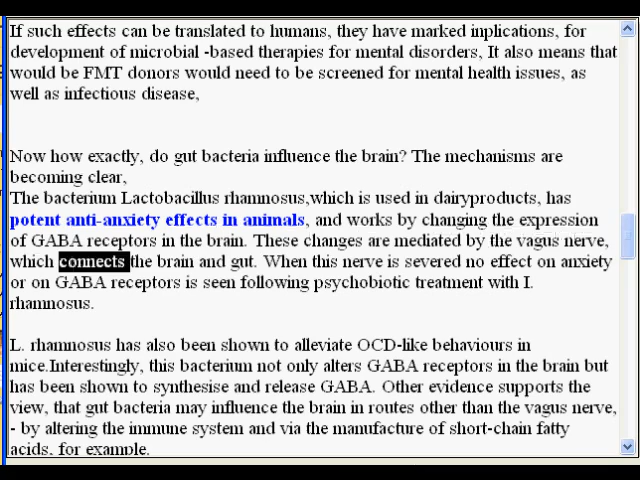 If such effects can be translated to humans, they have marked inplications, for
development of microbial -based therapies for mental disorders, It also means that
would be FMT donors would need to be screened for mental health issues, as
well as infectious disease,
Now how exactly, do gut bacteria influence the brain? The mechanisms are
becoming clear,
The bacterium Lactobacillus rhamnosus,which is used in dairyproducts, has
potent anti-anxiety effects in animals, and works by changing the expression
of GABA receptors in the brain. These changes are mediated by the vagus nerve,
which connects the brain and gut. When this nerve is severed no effect on anxiety
or on GABA receptors is seen following psychobiotic treatment with I.
rhamnosus.
L. rhamnosus has also been shown to alleviate OCD-like behaviours in
mice.Interestingly, this bacterium not only alters GABA receptors in the brain but
has been shown to synthesise and release GABA. Other evidence supports the
view, that gut bacteria may influence the brain in routes other than the vagus nerve,
- by altering the immune system and via the manufacture of short-chain fatty
acids, for example.